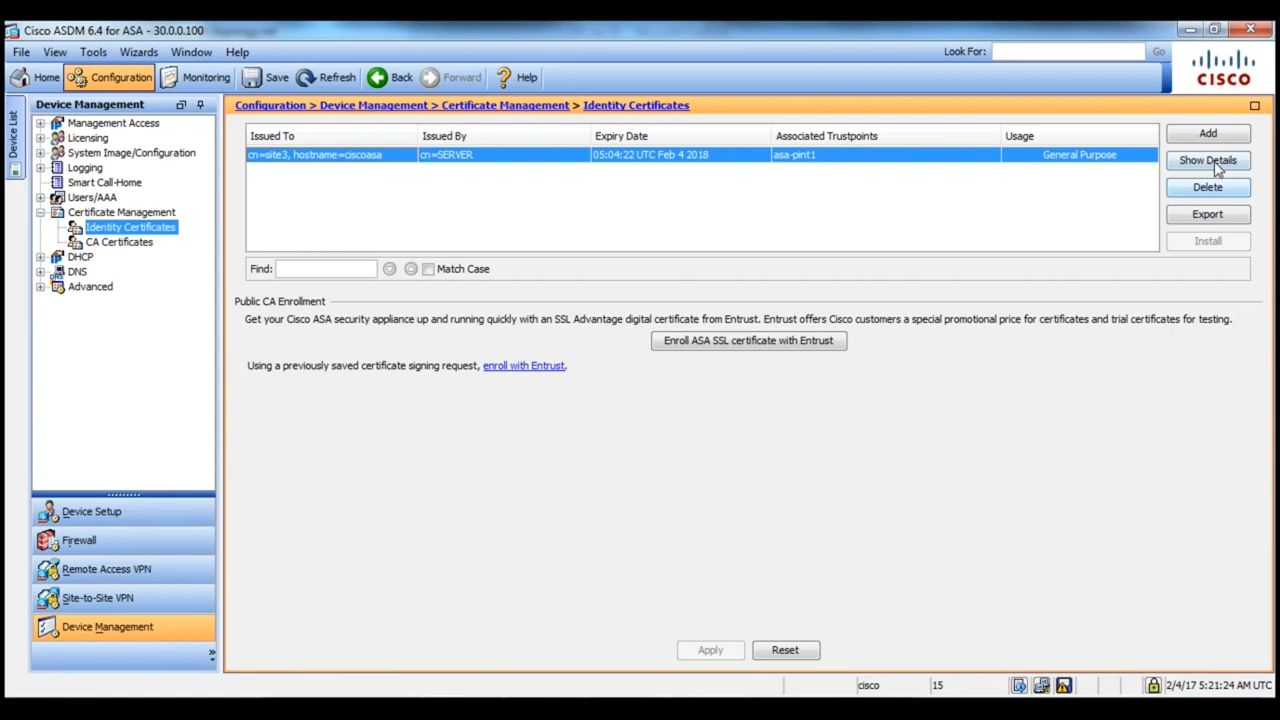 Cisco ASDM 6.4 for ASA - 30.0.0.100
File View Tools Wizards Window Help Look For: Go
Home Configuration Monitoring Save Refresh Back Forward Help
CISCO
Device List
Device Management
Configuration > Device Management > Certificate Management > Identity Certificates
Management Access
Licensing
System Image/Configuration
Logging
Smart Call-Home
Users/AAA
Certificate Management
Identity Certificates
CA Certificates
DHCP
DNS
Advanced
Issued To Issued By Expiry Date Associated Trustpoints Usage
cn=site3, hostname=ciscoasa cn=SERVER 05:04:22 UTC Feb 4 2018 asa-pint1 General Purpose
Add
Show Details
Delete
Export
Install
Find: Match Case
Public CA Enrollment
Get your Cisco ASA security appliance up and running quickly with an SSL Advantage digital certificate from Entrust. Entrust offers Cisco customers a special promotional price for certificates and trial certificates for testing.
Enroll ASA SSL certificate with Entrust
Using a previously saved certificate signing request, enroll with Entrust.
Device Setup
Firewall
Remote Access VPN
Site-to-Site VPN
Device Management
Apply Reset
cisco 15 2/4/17 5:21:24 AM UTC